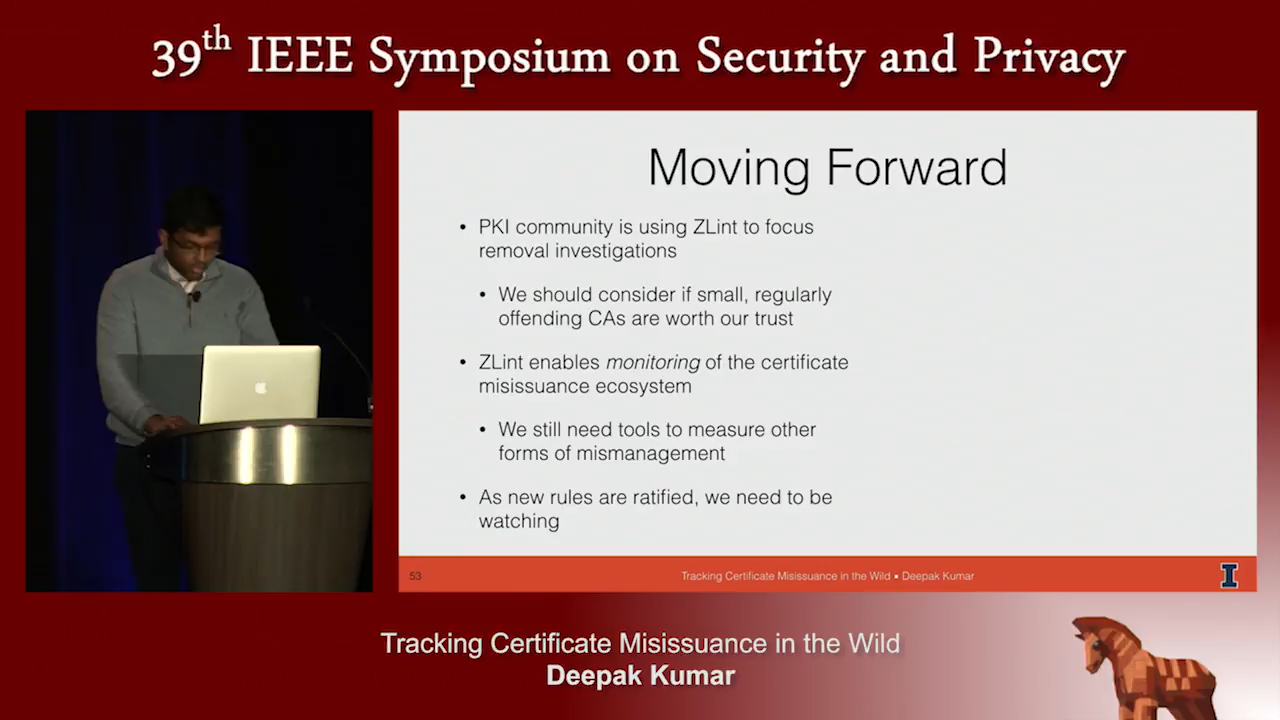 39th IEEE Symposium on Security and Privacy
Moving Forward
• PKI community is using ZLint to focus
removal investigations
• We should consider if small, regularly
offending CAs are worth our trust
• ZLint enables monitoring of the certificate
misissuance ecosystem
• We still need tools to measure other
forms of mismanagement
• As new rules are ratified, we need to be
watching
53
Tracking Certificate Misissuance in the Wild ▪ Deepak Kumar
I
Tracking Certificate Misissuance in the Wild
Deepak Kumar